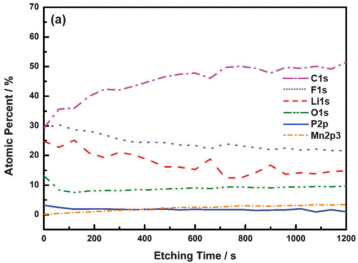 (a)
70
60
50
40
30
20
10
0
Atomic Percent / %
C1s
F1s
Li1s
O1s
P2p
Mn2p3
0 200 400 600 800 1000 1200
Etching Time / s